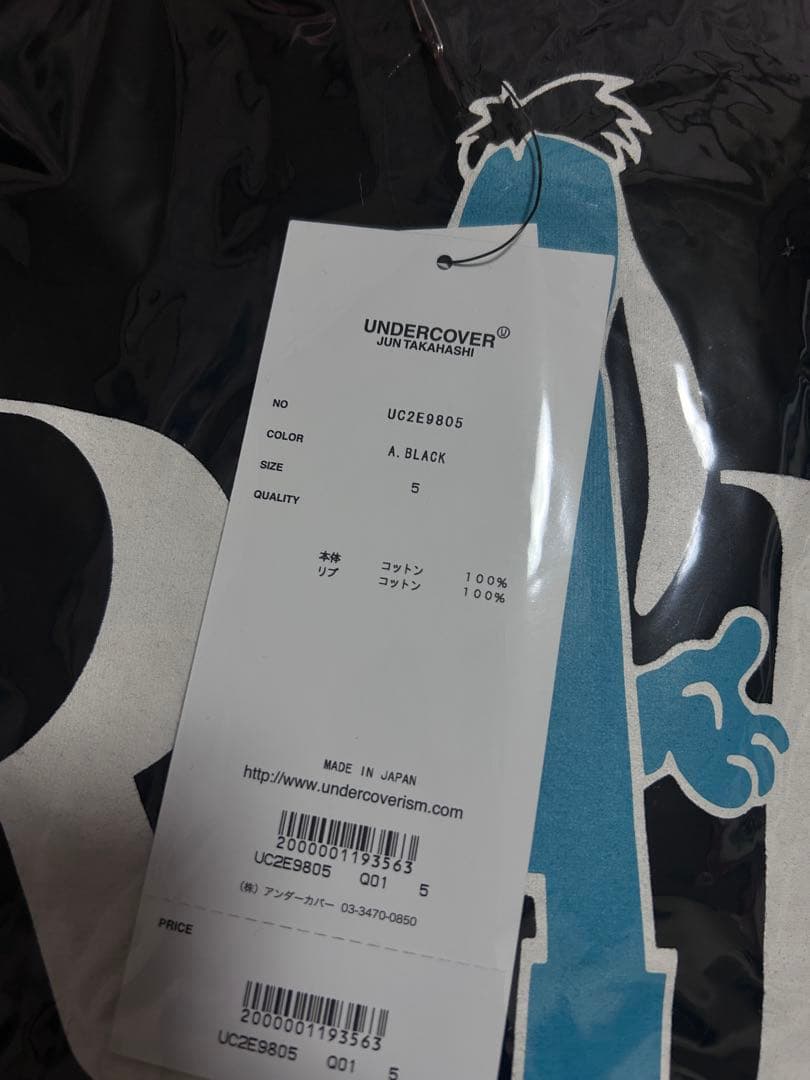 UNDERCOVER Ⓤ
JUN TAKAHASHI
NO UC2E9805
COLOR A.BLACK
SIZE 5
QUALITY
本体 コットン 100%
リブ コットン 100%
MADE IN JAPAN
http://www.undercoverism.com
2000001193563
UC2E9805 Q01 5
(株) アンダーカバー 03-3470-0850
PRICE
2000001193563
UC2E9805 Q01 5